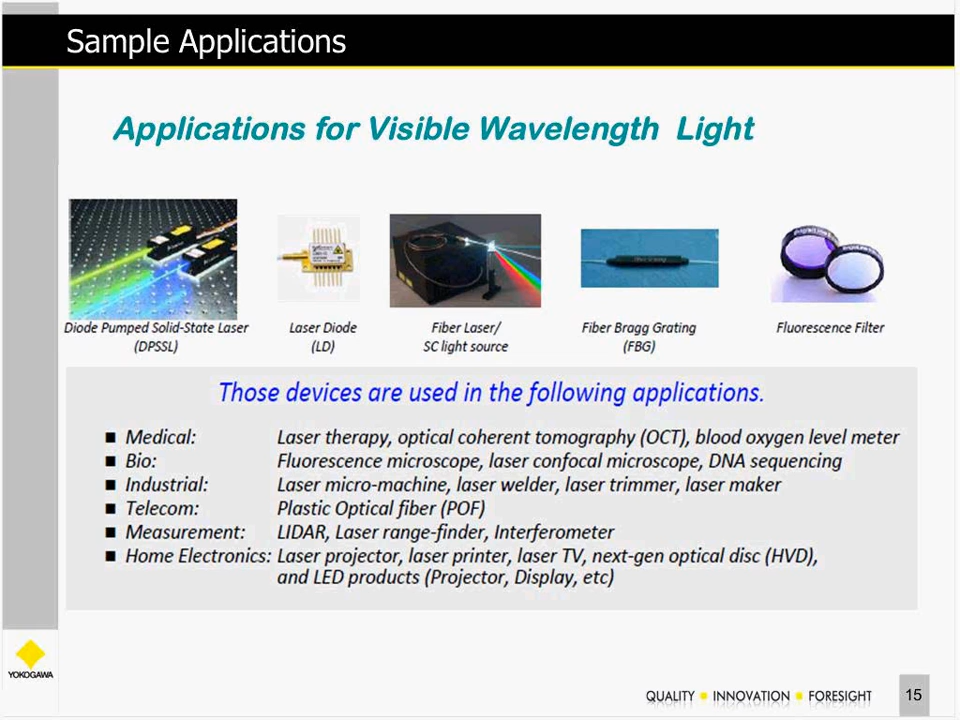 Sample Applications
Applications for Visible Wavelength Light
Diode Pumped Solid-State Laser
(DPSSL)
Laser Diode
(LD)
Fiber Laser/
SC light source
Fiber Bragg Grating
(FBG)
Fluorescence Filter
Those devices are used in the following applications.
■ Medical: Laser therapy, optical coherent tomography (OCT), blood oxygen level meter
■ Bio: Fluorescence microscope, laser confocal microscope, DNA sequencing
■ Industrial: Laser micro-machine, laser welder, laser trimmer, laser maker
■ Telecom: Plastic Optical fiber (POF)
■ Measurement: LIDAR, Laser range-finder, Interferometer
■ Home Electronics: Laser projector, laser printer, laser TV, next-gen optical disc (HVD),
and LED products (Projector, Display, etc)
YOKOGAWA
QUALITY ■ INNOVATION ■ FORESIGHT
15